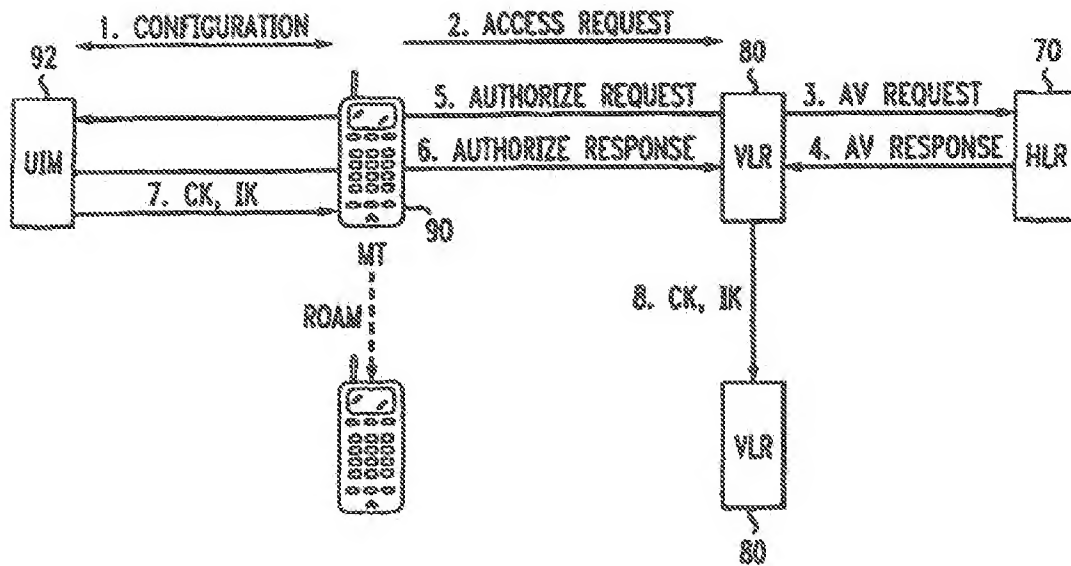 1. CONFIGURATION
2. ACCESS REQUEST
92
80
70
5. AUTHORIZE REQUEST
3. AV REQUEST
UIM
6. AUTHORIZE RESPONSE
VLR
4. AV RESPONSE
HLR
7. CK, IK
90
MT
8. CK, IK
ROAM
VLR
80